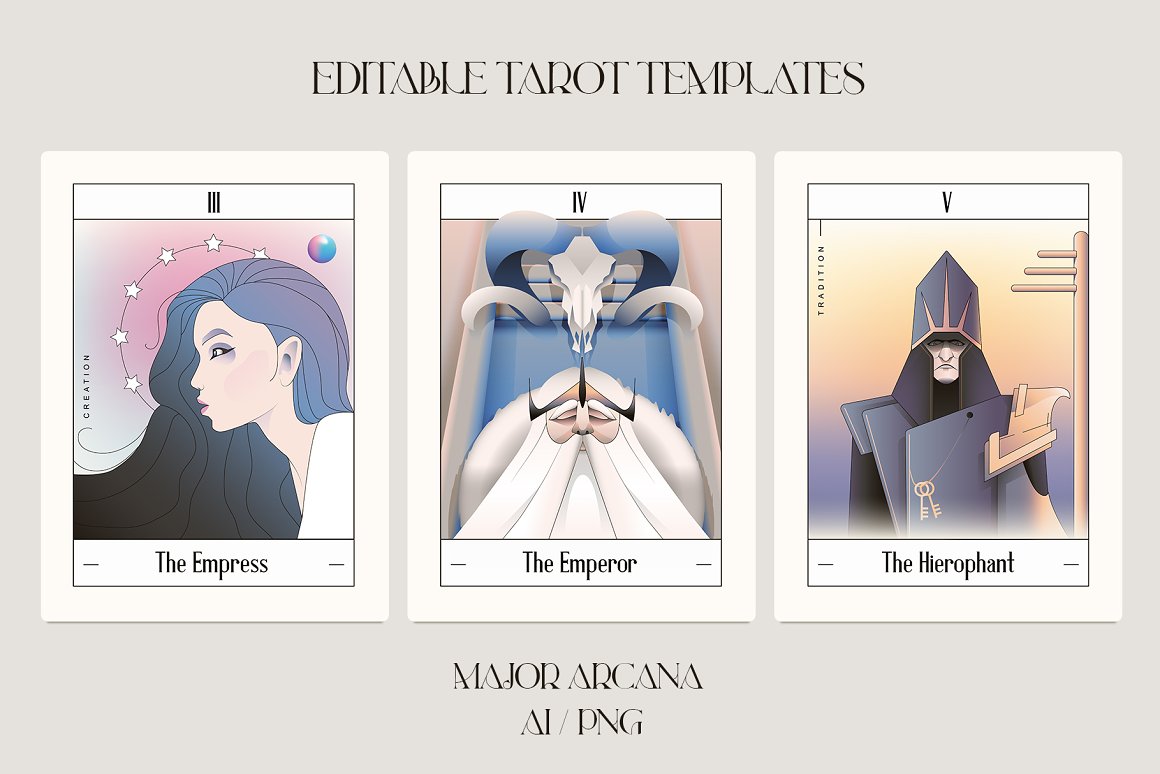 EDITABLE TAROT TEMPLATES
III
CREATION
The Empress
IV
The Emperor
V
TRADITION
The Hierophant
MAJOR ARCANA
AI / PNG